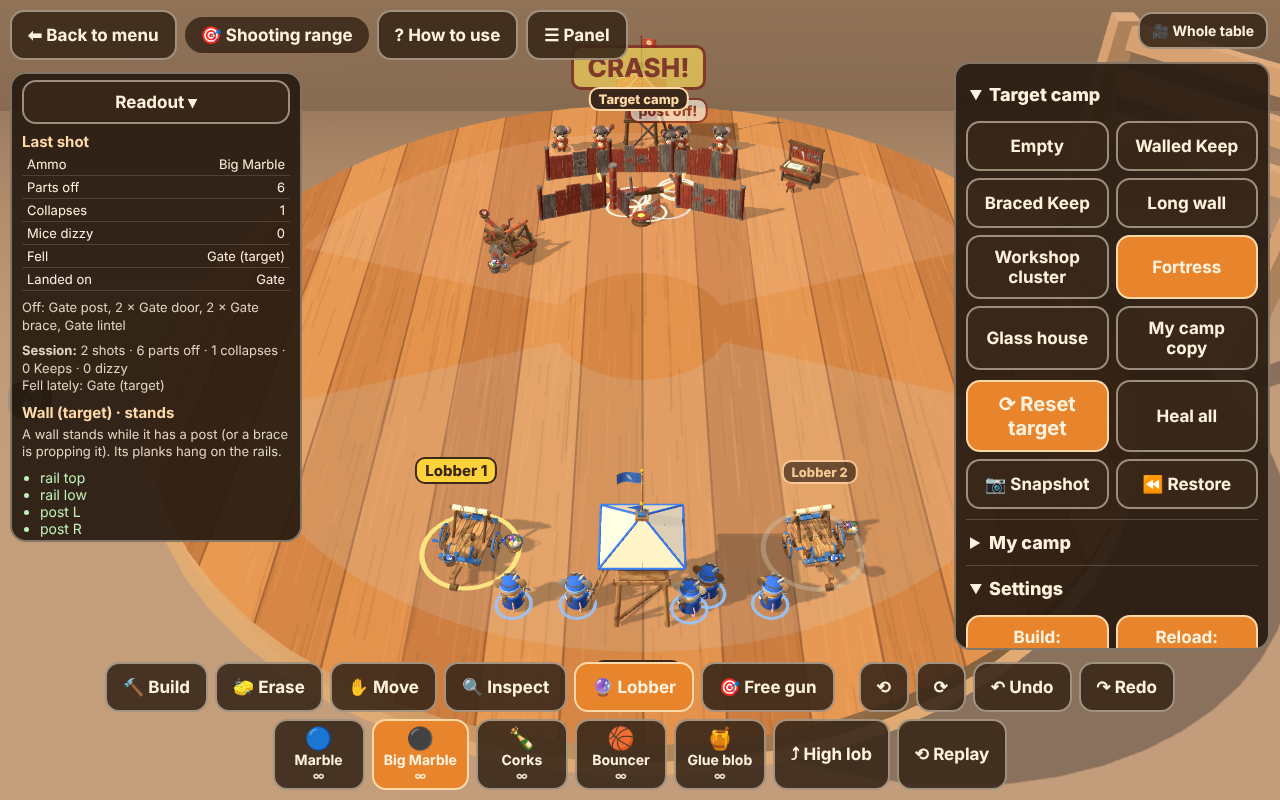 ⬅ Back to menu
🎯 Shooting range
? How to use
☰ Panel
🎥 Whole table
CRASH!
Target camp
post off!
Readout ▾
Last shot
Ammo Big Marble
Parts off 6
Collapses 1
Mice dizzy 0
Fell Gate (target)
Landed on Gate
Off: Gate post, 2 × Gate door, 2 × Gate
brace, Gate lintel
Session: 2 shots · 6 parts off · 1 collapses ·
0 Keeps · 0 dizzy
Fell lately: Gate (target)
Wall (target) · stands
A wall stands while it has a post (or a brace
is propping it). Its planks hang on the rails.
• rail top
• rail low
• post L
• post R
▼ Target camp
Empty
Walled Keep
Braced Keep
Long wall
Workshop
cluster
Fortress
Glass house
My camp
copy
⟳ Reset
target
Heal all
📷 Snapshot
⏪ Restore
▶ My camp
▼ Settings
Build:
Reload:
Lobber 1
Lobber 2
🔨 Build
🧽 Erase
✋ Move
🔍 Inspect
🔮 Lobber
🎯 Free gun
⟲
⟳
↶ Undo
↷ Redo
Marble
∞
Big Marble
∞
Corks
∞
Bouncer
∞
Glue blob
∞
⤴ High lob
⟲ Replay